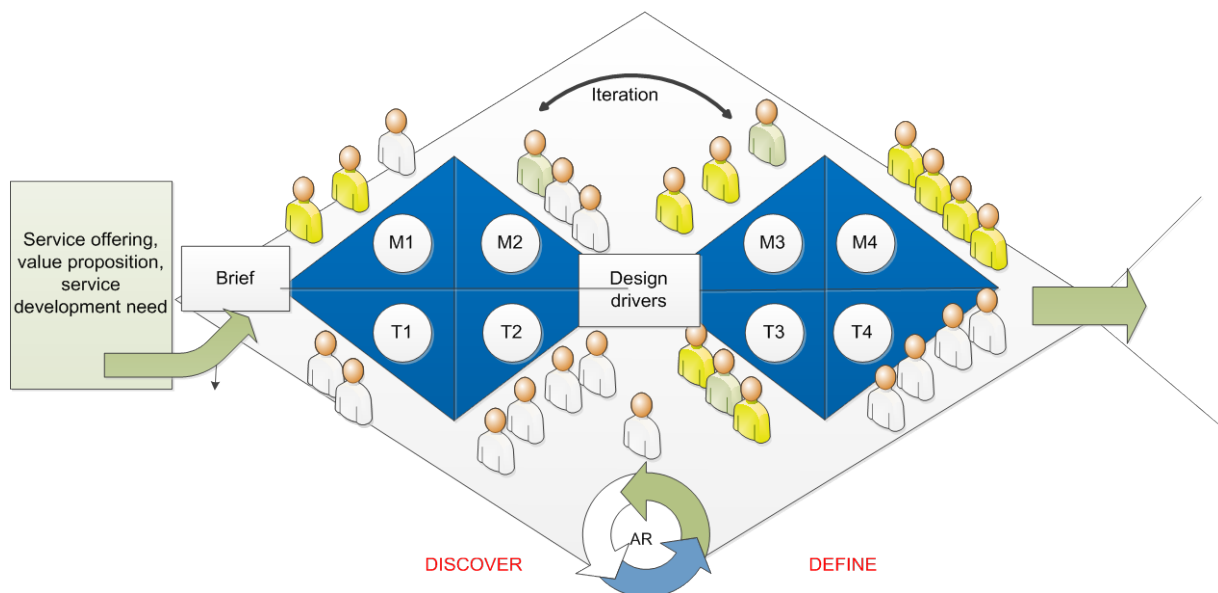 Iteration
Service offering,
value proposition,
service
development need
Brief
M1
M2
Design
drivers
M3
M4
T1
T2
T3
T4
AR
DISCOVER
DEFINE